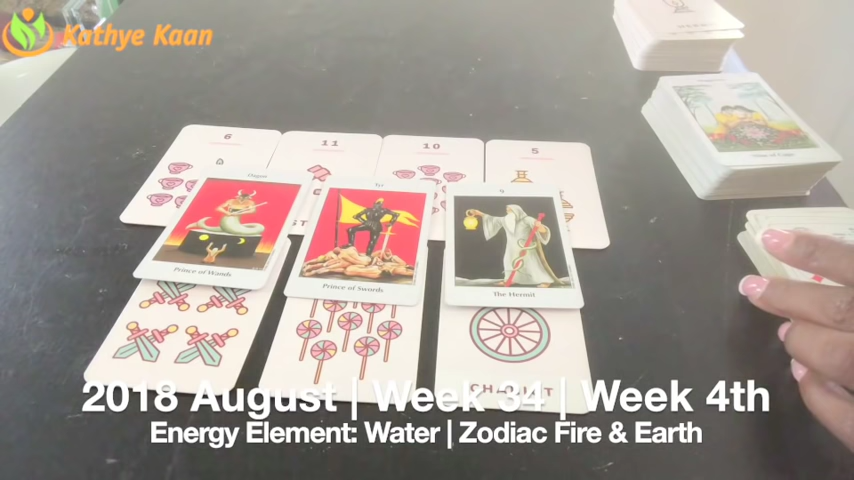 Kathye Kaan
6
11
10
5
Prince of Wands
Prince of Swords
9
The Hermit
CHARIOT
2018 August | Week 34 | Week 4th
Energy Element: Water | Zodiac Fire & Earth